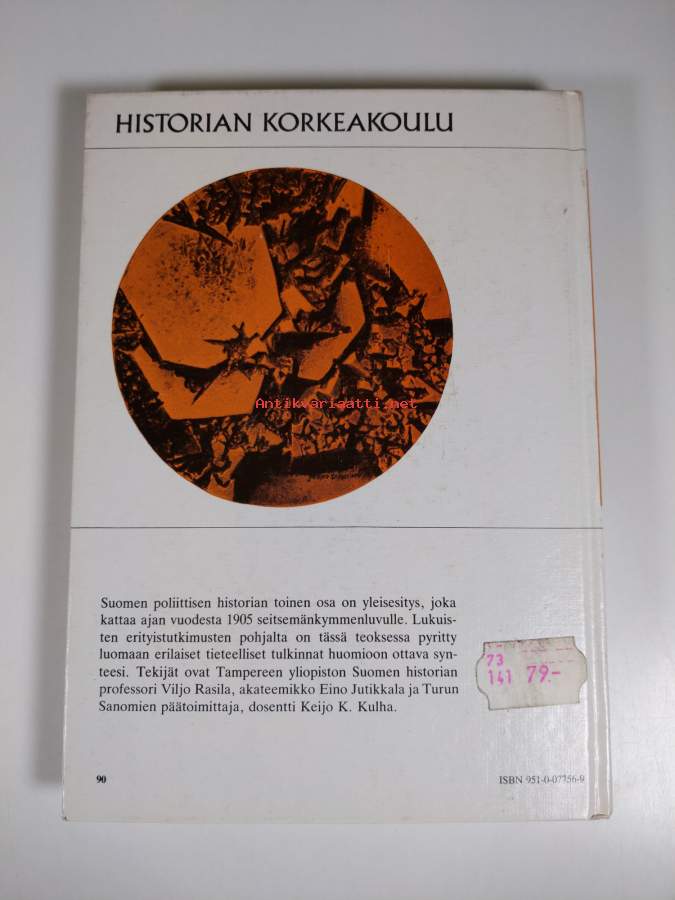 HISTORIAN KORKEAKOULU
Antikvariaatti.net
Suomen poliittisen historian toinen osa on yleisesitys, joka
kattaa ajan vuodesta 1905 seitsemänkymmenluvulle. Lukuis-
ten erityistutkimusten pohjalta on tässä teoksessa pyritty
luomaan erilaiset tieteelliset tulkinnat huomioon ottava syn-
teesi. Tekijät ovat Tampereen yliopiston Suomen historian
professori Viljo Rasila, akateemikko Eino Jutikkala ja Turun
Sanomien päätoimittaja, dosentti Keijo K. Kulha.
73
141 79.-
90
ISBN 951-0-07756-9